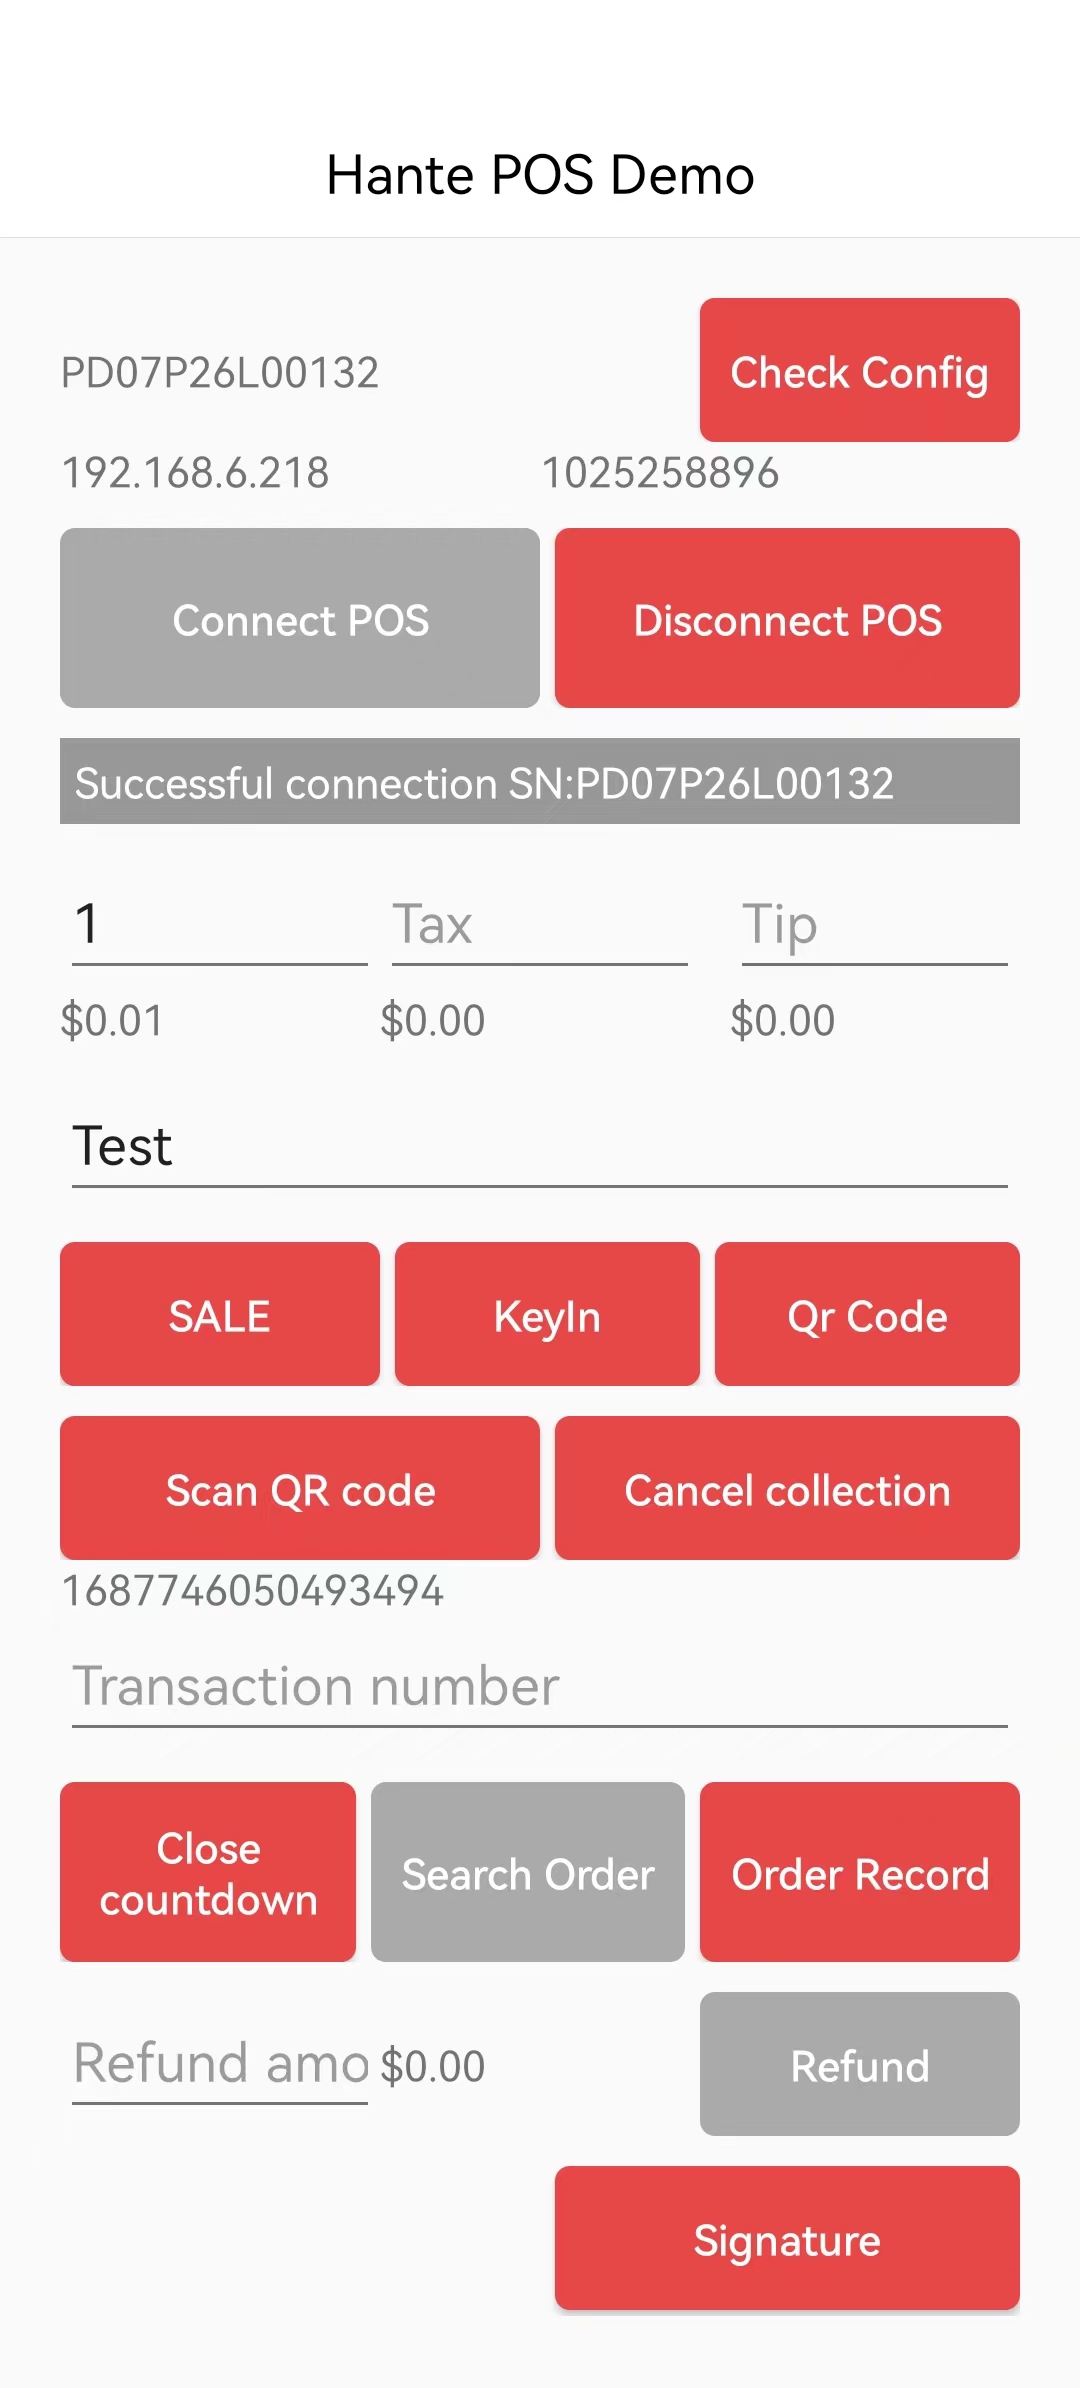 Hante POS Demo
PD07P26L00132
Check Config
192.168.6.218 1025258896
Connect POS Disconnect POS
Successful connection SN:PD07P26L00132
1 Tax Tip
$0.01 $0.00 $0.00
Test
SALE KeyIn Qr Code
Scan QR code Cancel collection
1687746050493494
Transaction number
Close
countdown
Search Order Order Record
Refund amo $0.00 Refund
Signature